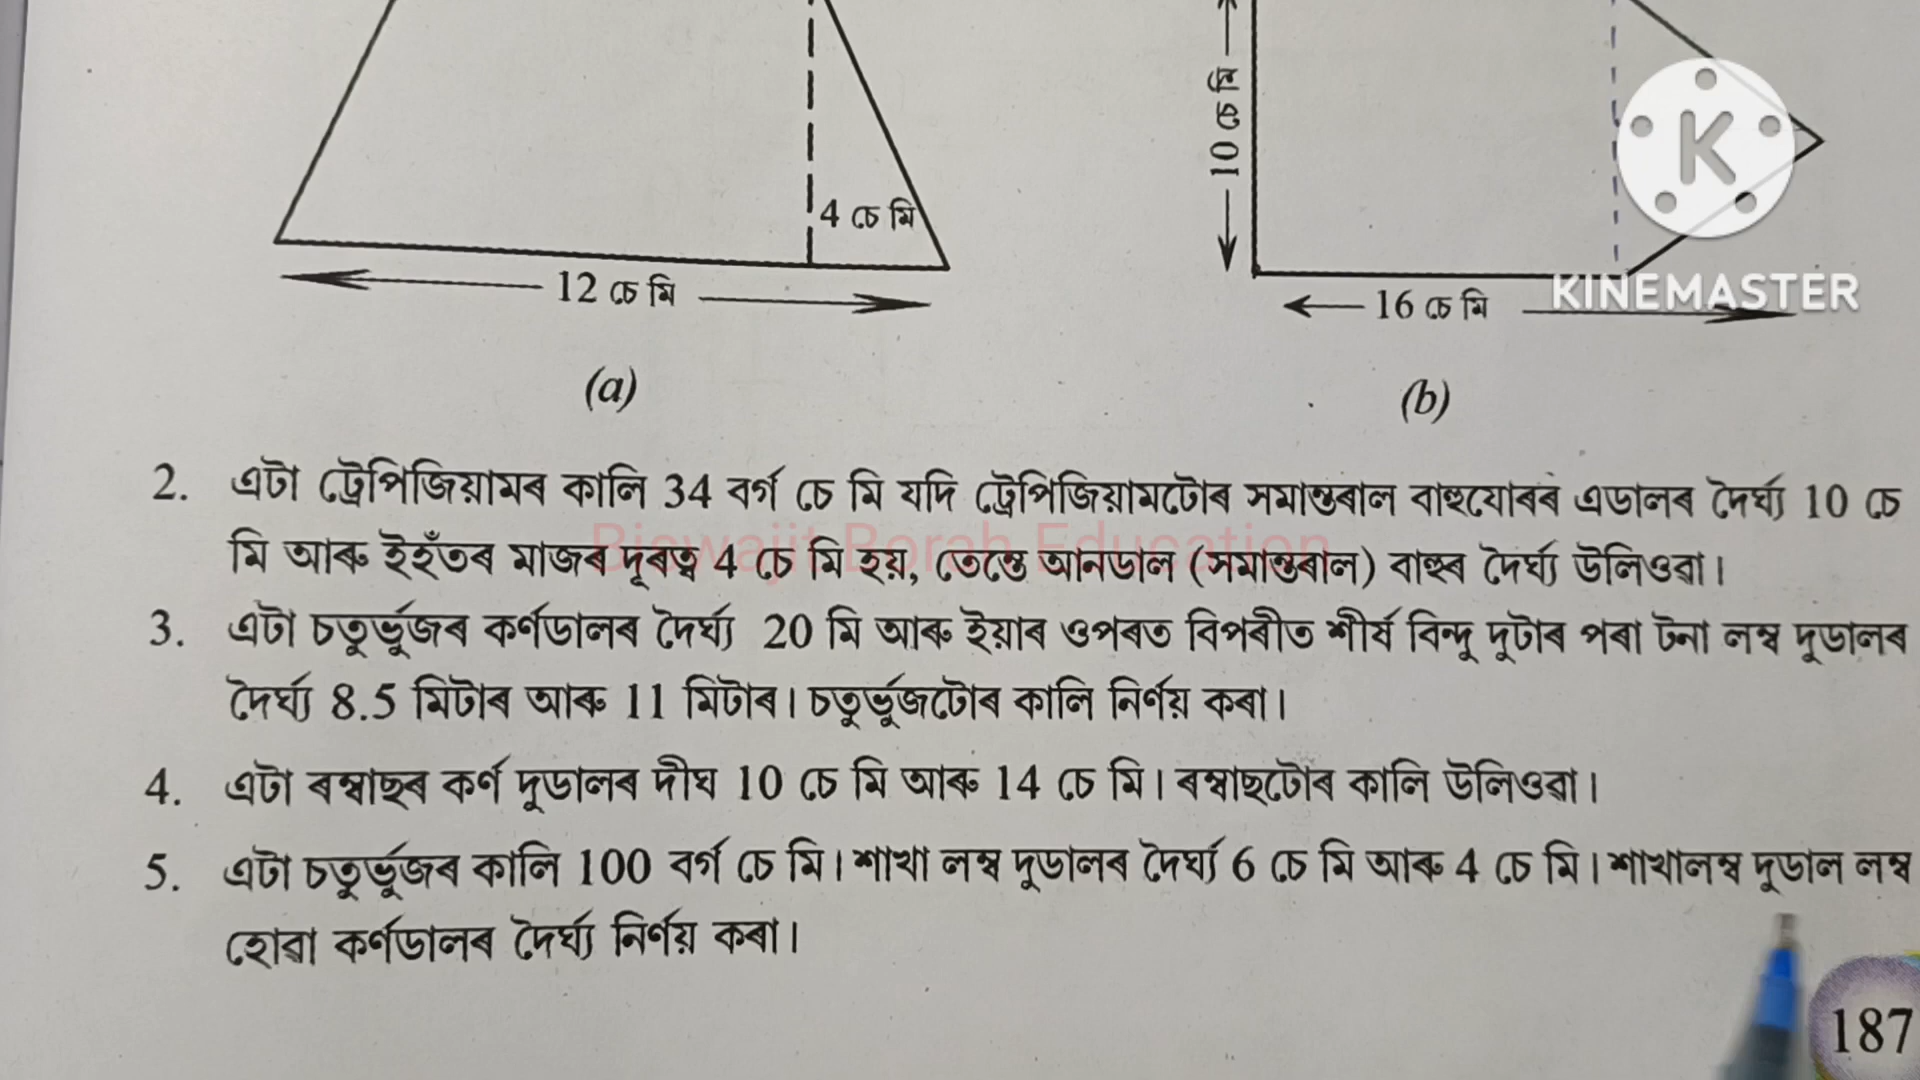 10 চে মি
4 চে মি
12 চে মি
16 চে মি
KINEMASTER
(a)
(b)
2. এটা ট্ৰেপিজিয়ামৰ কালি 34 বৰ্গ চে মি যদি ট্ৰেপিজিয়ামটোৰ সমান্তৰাল বাহুযোৰৰ এডালৰ দৈৰ্ঘ্য 10 চে
মি আৰু ইহঁতৰ মাজৰ দূৰত্ব 4 চে মি হয়, তেন্তে আনডাল (সমান্তৰাল) বাহুৰ দৈৰ্ঘ্য উলিওৱা।
Biswajit Borah Education
3. এটা চতুৰ্ভুজৰ কৰ্ণডালৰ দৈৰ্ঘ্য 20 মি আৰু ইয়াৰ ওপৰত বিপৰীত শীৰ্ষ বিন্দু দুটাৰ পৰা টনা লম্ব দুডালৰ
দৈৰ্ঘ্য 8.5 মিটাৰ আৰু 11 মিটাৰ। চতুৰ্ভুজটোৰ কালি নিৰ্ণয় কৰা।
4. এটা ৰম্বাছৰ কৰ্ণ দুডালৰ দীঘ 10 চে মি আৰু 14 চে মি। ৰম্বাছটোৰ কালি উলিওৱা।
5. এটা চতুৰ্ভুজৰ কালি 100 বৰ্গ চে মি। শাখা লম্ব দুডালৰ দৈৰ্ঘ্য 6 চে মি আৰু 4 চে মি। শাখালম্ব দুডাল লম্ব
হোৱা কৰ্ণডালৰ দৈৰ্ঘ্য নিৰ্ণয় কৰা।
187